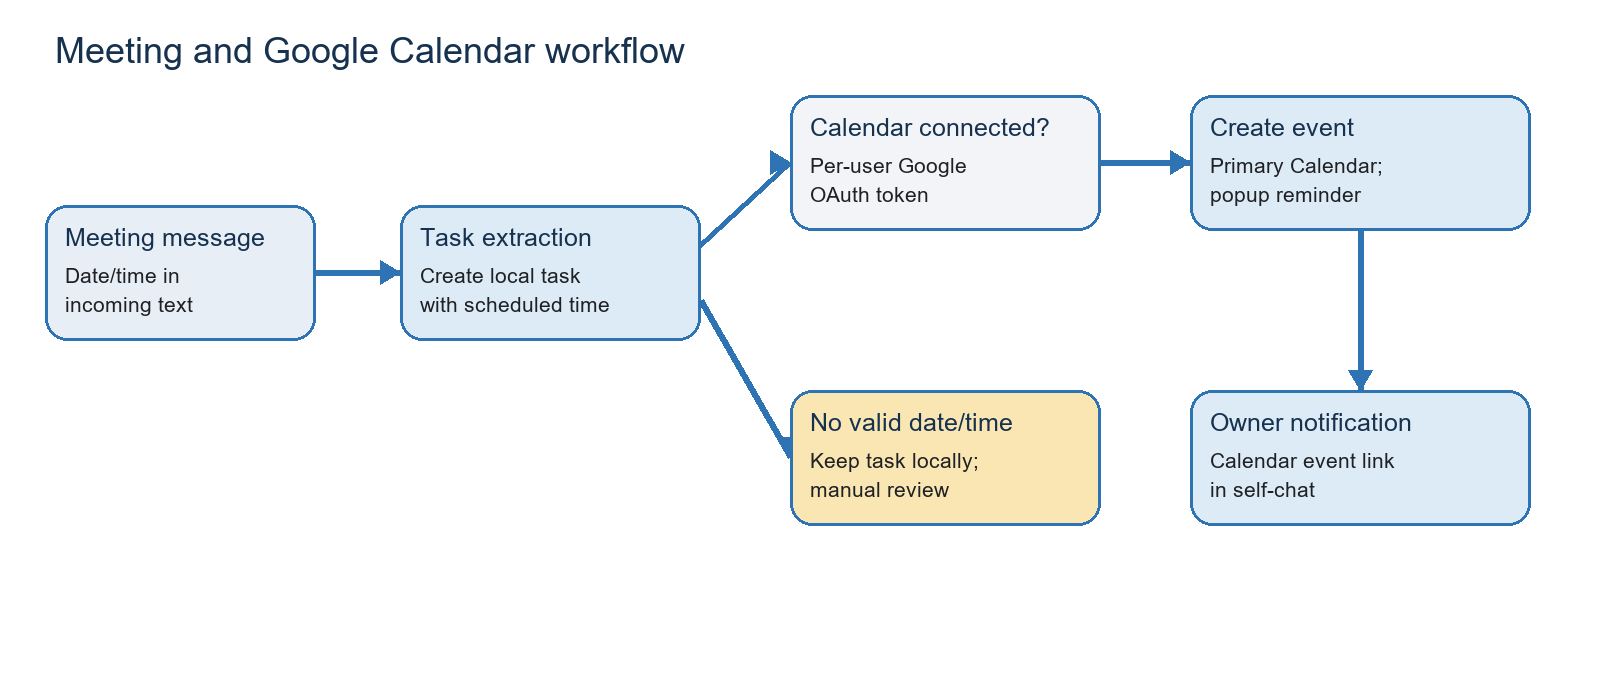 Meeting and Google Calendar workflow
Meeting message
Date/time in
incoming text
Task extraction
Create local task
with scheduled time
Calendar connected?
Per-user Google
OAuth token
Create event
Primary Calendar;
popup reminder
No valid date/time
Keep task locally;
manual review
Owner notification
Calendar event link
in self-chat